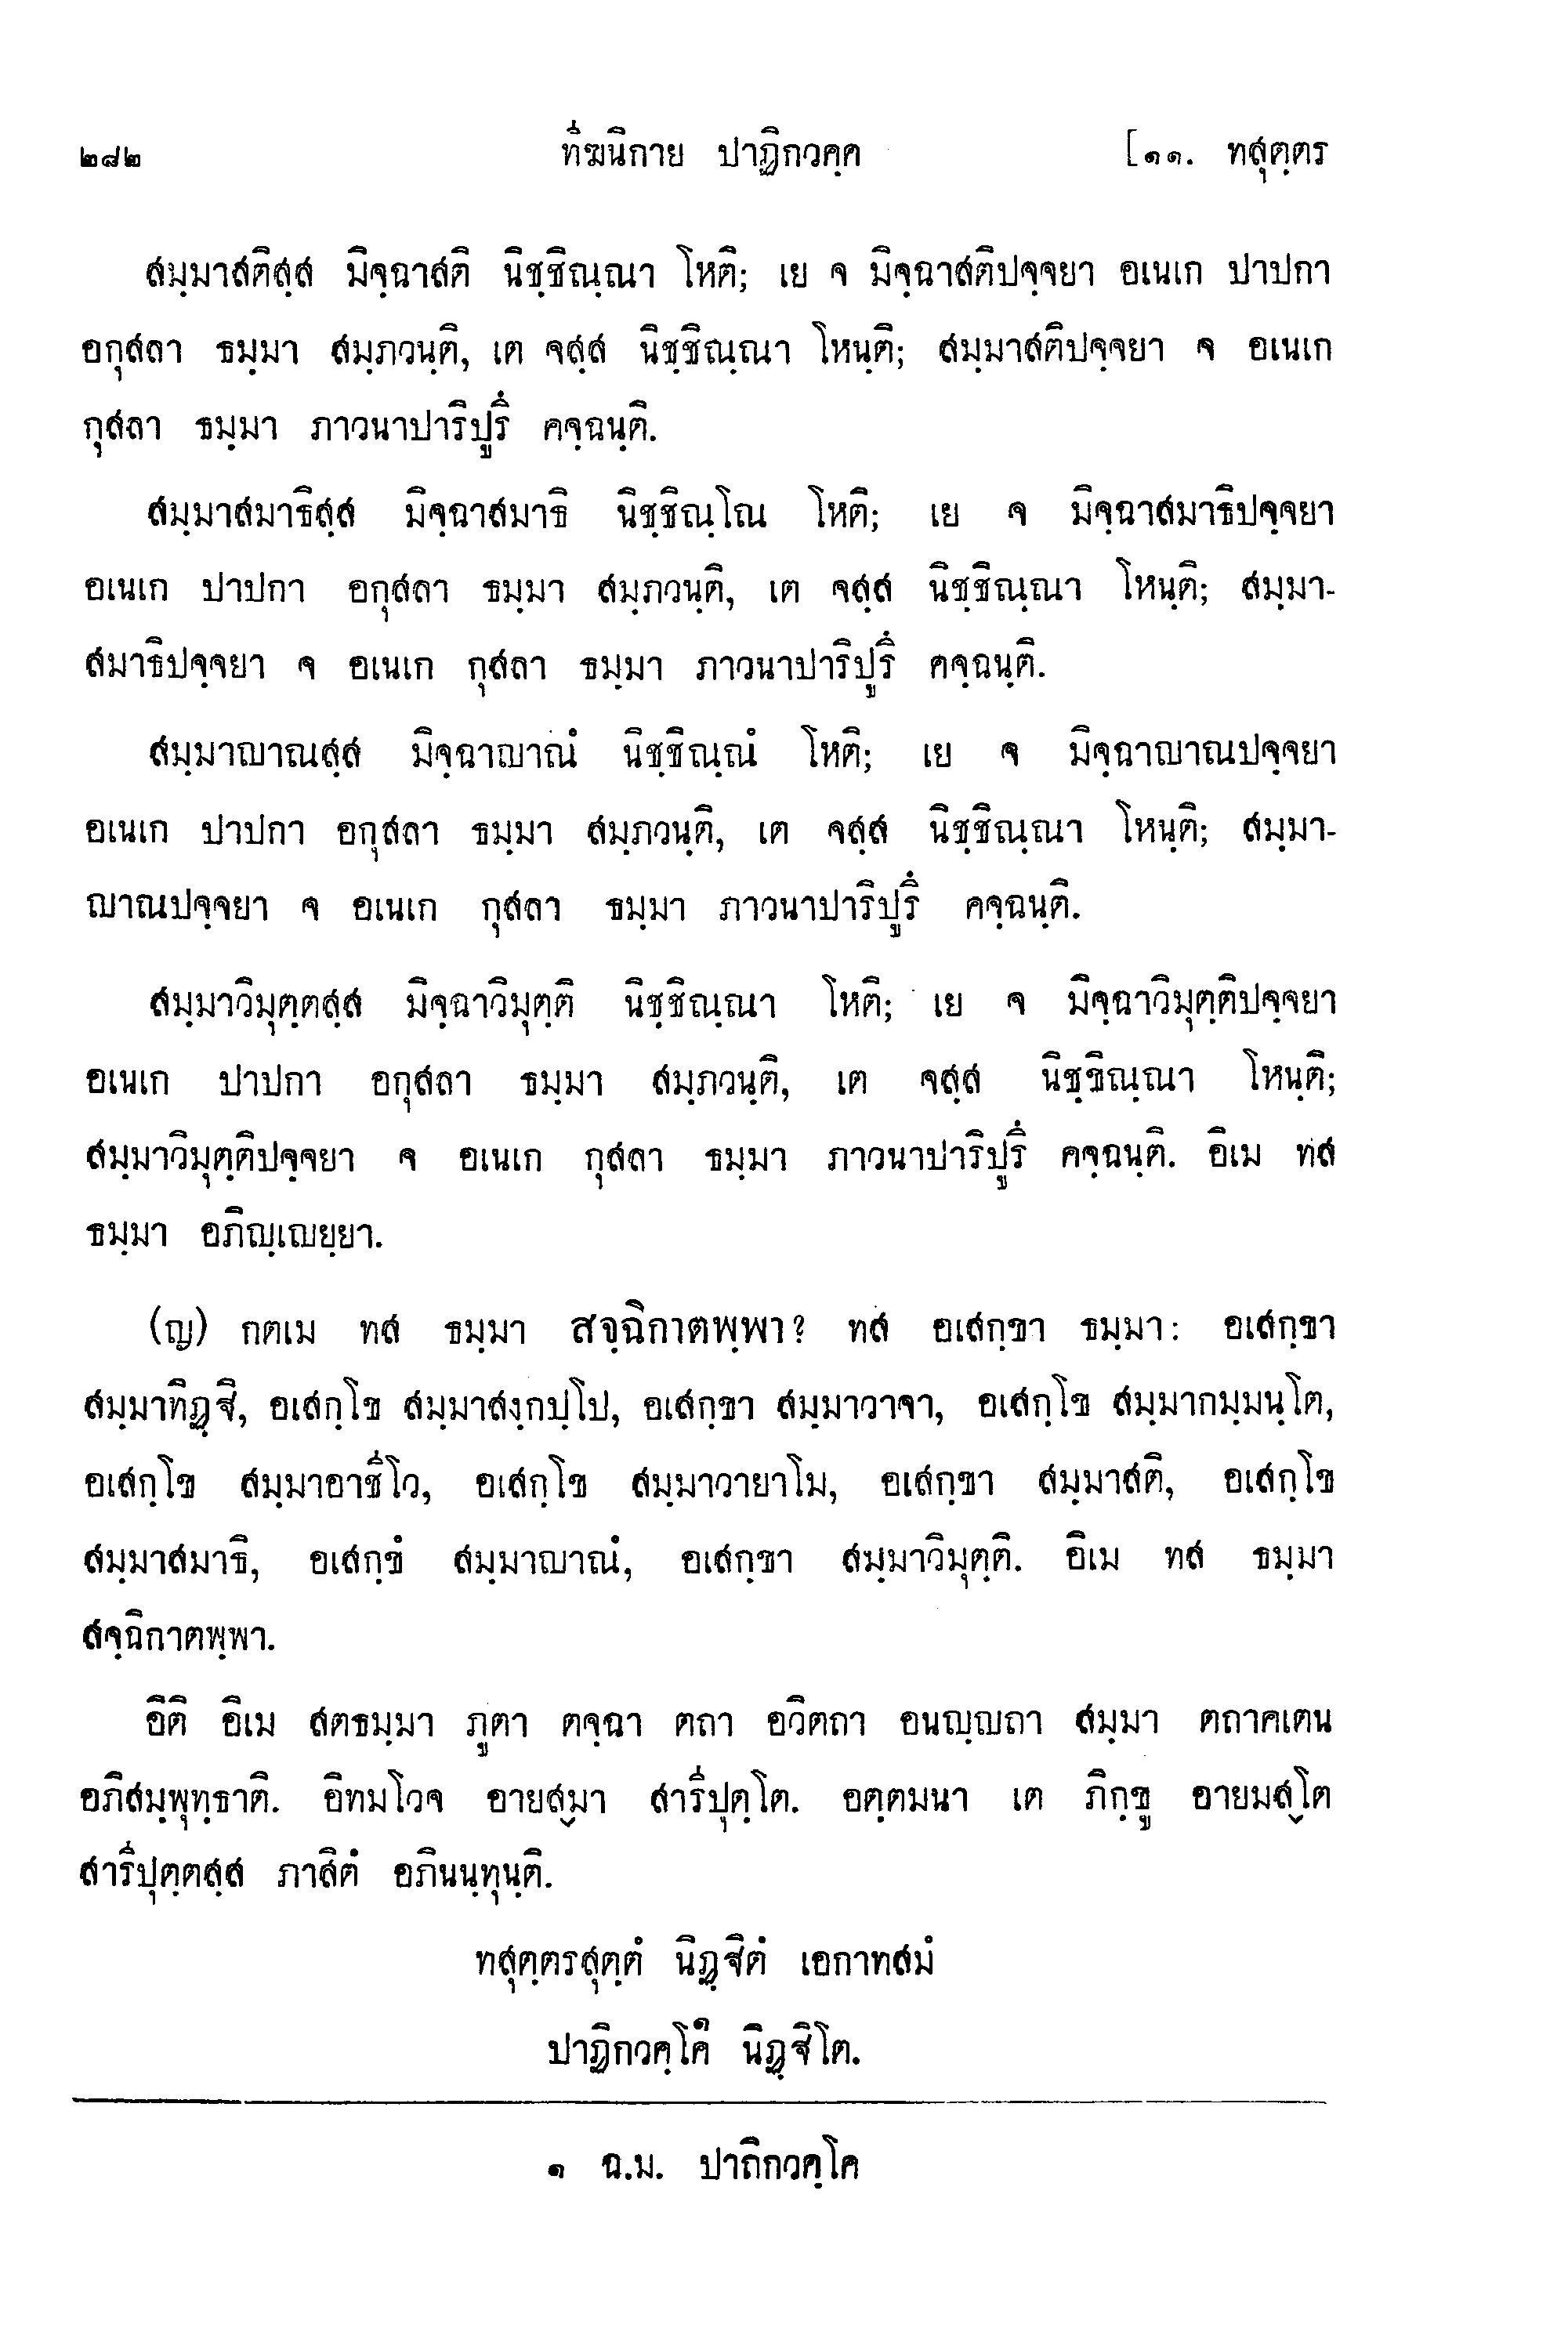 ๒๘๒ ทีฆนิกาย ปาฏิกวคฺค [๑๑. ทสุตฺตร
สมฺมาสติสฺส มิจฺฉาสติ นิชฺชิณฺณา โหติ; เย จ มิจฺฉาสติปจฺจยา อเนเก ปาปกา
อกุสลา ธมฺมา สมฺภวนฺติ, เต จสฺส นิชฺชิณฺณา โหนฺติ; สมฺมาสติปจฺจยา จ อเนเก
กุสลา ธมฺมา ภาวนาปาริปูรึ คจฺฉนฺติ.
สมฺมาสมาธิสฺส มิจฺฉาสมาธิ นิชฺชิณฺโณ โหติ; เย จ มิจฺฉาสมาธิปจฺจยา
อเนเก ปาปกา อกุสลา ธมฺมา สมฺภวนฺติ, เต จสฺส นิชฺชิณฺณา โหนฺติ; สมฺมา-
สมาธิปจฺจยา จ อเนเก กุสลา ธมฺมา ภาวนาปาริปูรึ คจฺฉนฺติ.
สมฺมาญาณสฺส มิจฺฉาญาณํ นิชฺชิณฺณํ โหติ; เย จ มิจฺฉาญาณปจฺจยา
อเนเก ปาปกา อกุสลา ธมฺมา สมฺภวนฺติ, เต จสฺส นิชฺชิณฺณา โหนฺติ; สมฺมา-
ญาณปจฺจยา จ อเนเก กุสลา ธมฺมา ภาวนาปาริปูรึ คจฺฉนฺติ.
สมฺมาวิมุตฺตสฺส มิจฺฉาวิมุตฺติ นิชฺชิณฺณา โหติ; เย จ มิจฺฉาวิมุตฺติปจฺจยา
อเนเก ปาปกา อกุสลา ธมฺมา สมฺภวนฺติ, เต จสฺส นิชฺชิณฺณา โหนฺติ;
สมฺมาวิมุตฺติปจฺจยา จ อเนเก กุสลา ธมฺมา ภาวนาปาริปูรึ คจฺฉนฺติ. อิเม ทส
ธมฺมา อภิญฺเญยฺยา.
(ญ) กตเม ทส ธมฺมา สจฺฉิกาตพฺพา? ทส อเสกฺขา ธมฺมา: อเสกฺขา
สมฺมาทิฏฺฐิ, อเสกฺโข สมฺมาสงฺกปฺโป, อเสกฺขา สมฺมาวาจา, อเสกฺโข สมฺมากมฺมนฺโต,
อเสกฺโข สมฺมาอาชีโว, อเสกฺโข สมฺมาวายาโม, อเสกฺขา สมฺมาสติ, อเสกฺโข
สมฺมาสมาธิ, อเสกฺขํ สมฺมาญาณํ, อเสกฺขา สมฺมาวิมุตฺติ. อิเม ทส ธมฺมา
สจฺฉิกาตพฺพา.
อิติ อิเม สตธมฺมา ภูตา ตจฺฉา ตถา อวิตถา อนญฺญถา สมฺมา ตถาคเตน
อภิสมฺพุทฺธาติ. อิทมโวจ อายสฺมา สารีปุตฺโต. อตฺตมนา เต ภิกฺขู อายมสฺโต
สารีปุตฺตสฺส ภาสิตํ อภินนฺทุนฺติ.
ทสุตฺตรสุตฺตํ นิฏฺฐิตํ เอกาทสมํ
ปาฏิกวคฺโค๑ นิฏฺฐิโต.
๑ ฉ.ม. ปาถิกวคฺโค